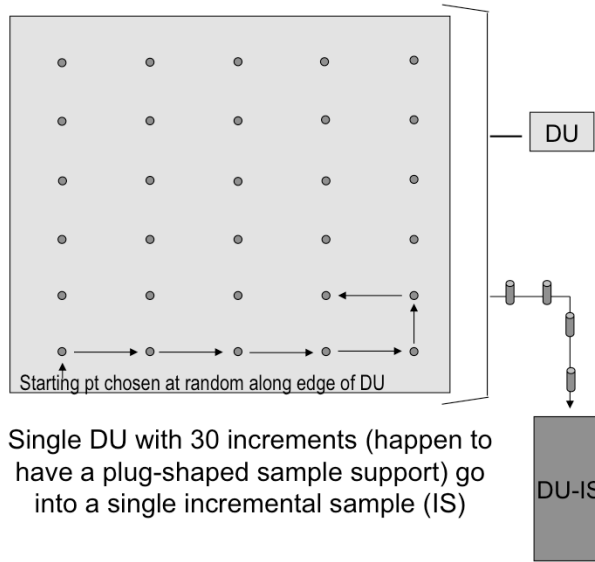 DU
Starting pt chosen at random along edge of DU
Single DU with 30 increments (happen to
have a plug-shaped sample support) go
into a single incremental sample (IS)
DU-IS